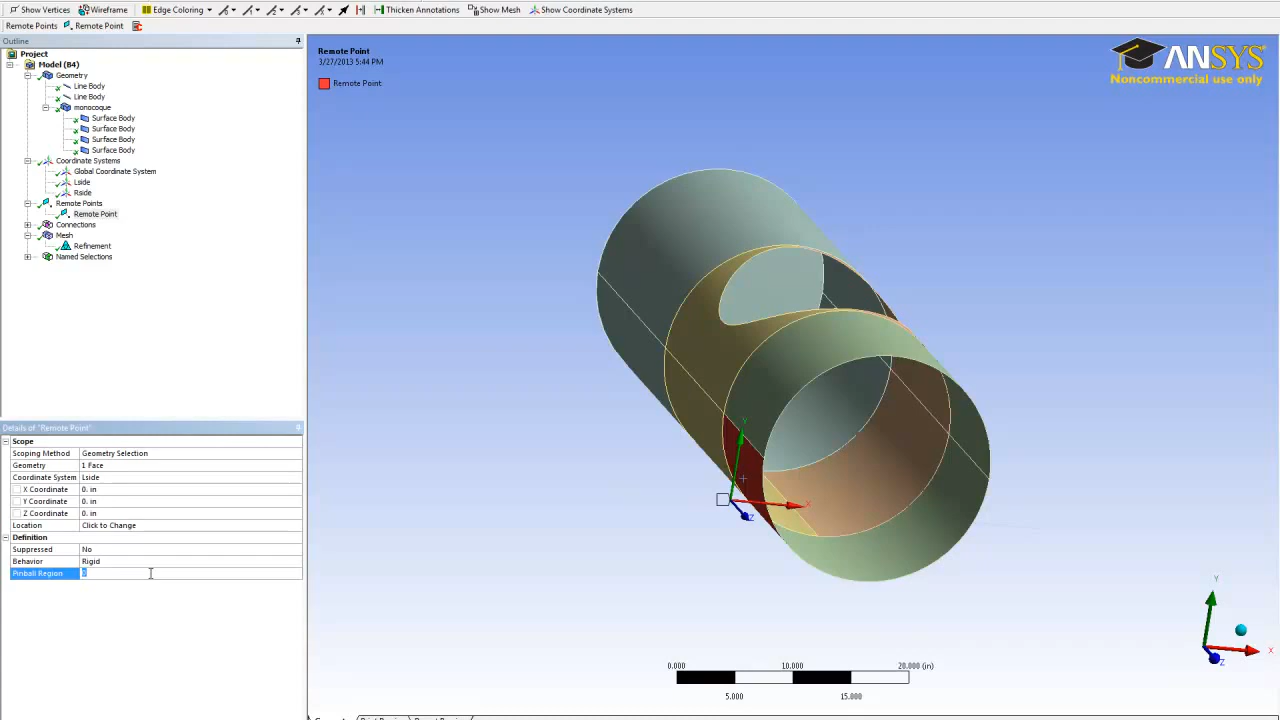 Show Vertices Wireframe Edge Coloring Thicken Annotations Show Mesh Show Coordinate Systems
Remote Points Remote Point
Outline
Project
Model (B4)
Geometry
Line Body
Line Body
monocoque
Surface Body
Surface Body
Surface Body
Surface Body
Coordinate Systems
Global Coordinate System
Lside
Rside
Remote Points
Remote Point
Connections
Mesh
Refinement
Named Selections
Details of "Remote Point"
Scope
Scoping Method Geometry Selection
Geometry 1 Face
Coordinate System Lside
X Coordinate 0. in
Y Coordinate 0. in
Z Coordinate 0. in
Location Click to Change
Definition
Suppressed No
Behavior Rigid
Pinball Region
Remote Point
3/27/2013 5:44 PM
Remote Point
ANSYS
Noncommercial use only
Y
X
Z
0.000 10.000 20.000 (in)
5.000 15.000
Y
X
Z